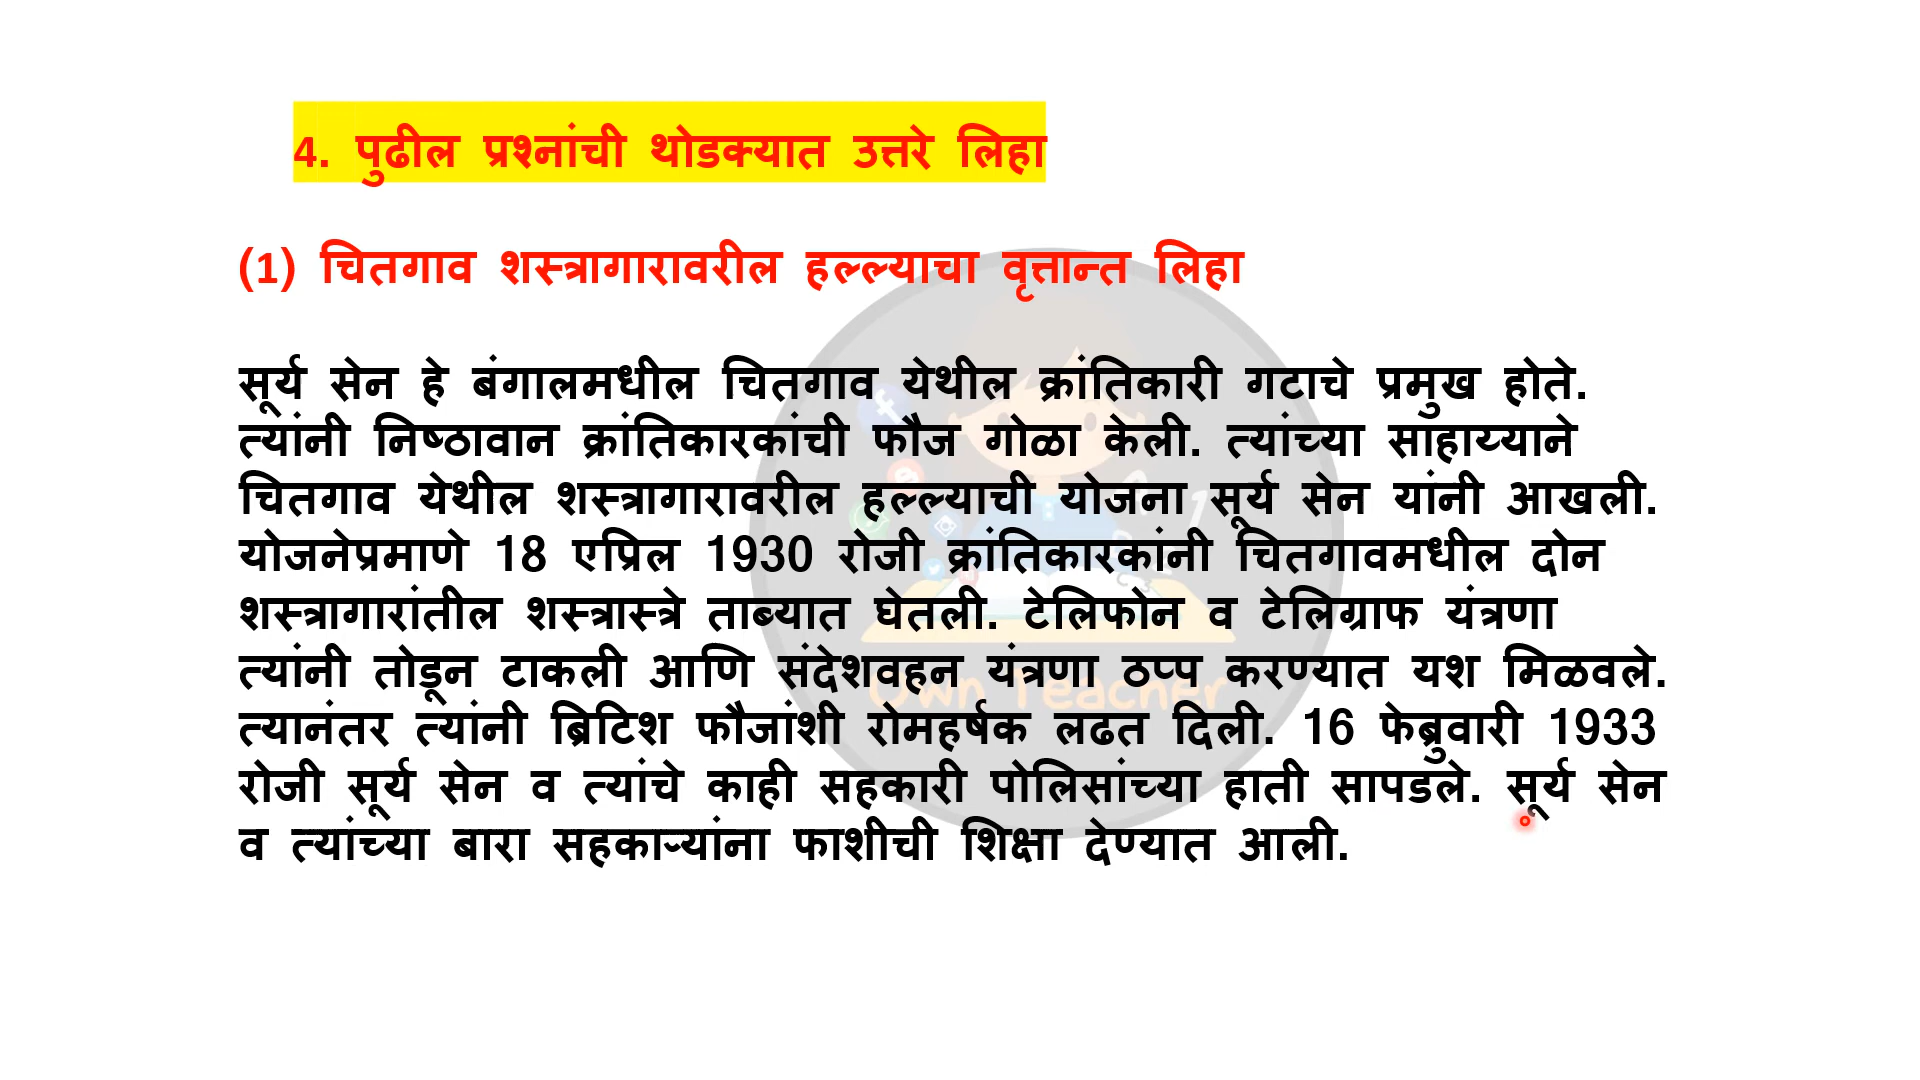 4. पुढील प्रश्नांची थोडक्यात उत्तरे लिहा
(1) चितगाव शस्त्रागारावरील हल्ल्याचा वृत्तान्त लिहा
सूर्य सेन हे बंगालमधील चितगाव येथील क्रांतिकारी गटाचे प्रमुख होते.
त्यांनी निष्ठावान क्रांतिकारकांची फौज गोळा केली. त्यांच्या साहाय्याने
चितगाव येथील शस्त्रागारावरील हल्ल्याची योजना सूर्य सेन यांनी आखली.
योजनेप्रमाणे 18 एप्रिल 1930 रोजी क्रांतिकारकांनी चितगावमधील दोन
शस्त्रागारांतील शस्त्रास्त्रे ताब्यात घेतली. टेलिफोन व टेलिग्राफ यंत्रणा
त्यांनी तोडून टाकली आणि संदेशवहन यंत्रणा ठप्प करण्यात यश मिळवले.
त्यानंतर त्यांनी ब्रिटिश फौजांशी रोमहर्षक लढत दिली. 16 फेब्रुवारी 1933
रोजी सूर्य सेन व त्यांचे काही सहकारी पोलिसांच्या हाती सापडले. सूर्य सेन
व त्यांच्या बारा सहकाऱ्यांना फाशीची शिक्षा देण्यात आली.
Own Teacher